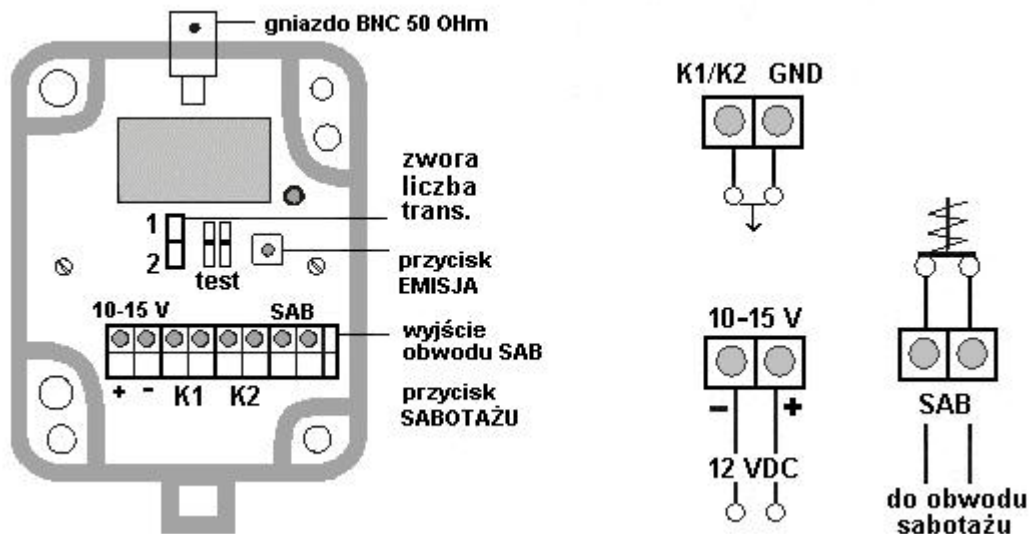 gniazdo BNC 50 OHm
zwora
liczba
trans.
1
2
test
przycisk
EMISJA
10-15 V
SAB
wyjście
obwodu SAB
+ - K1 K2
przycisk
SABOTAŻU
K1/K2 GND
10-15 V
- +
12 VDC
SAB
do obwodu
sabotażu